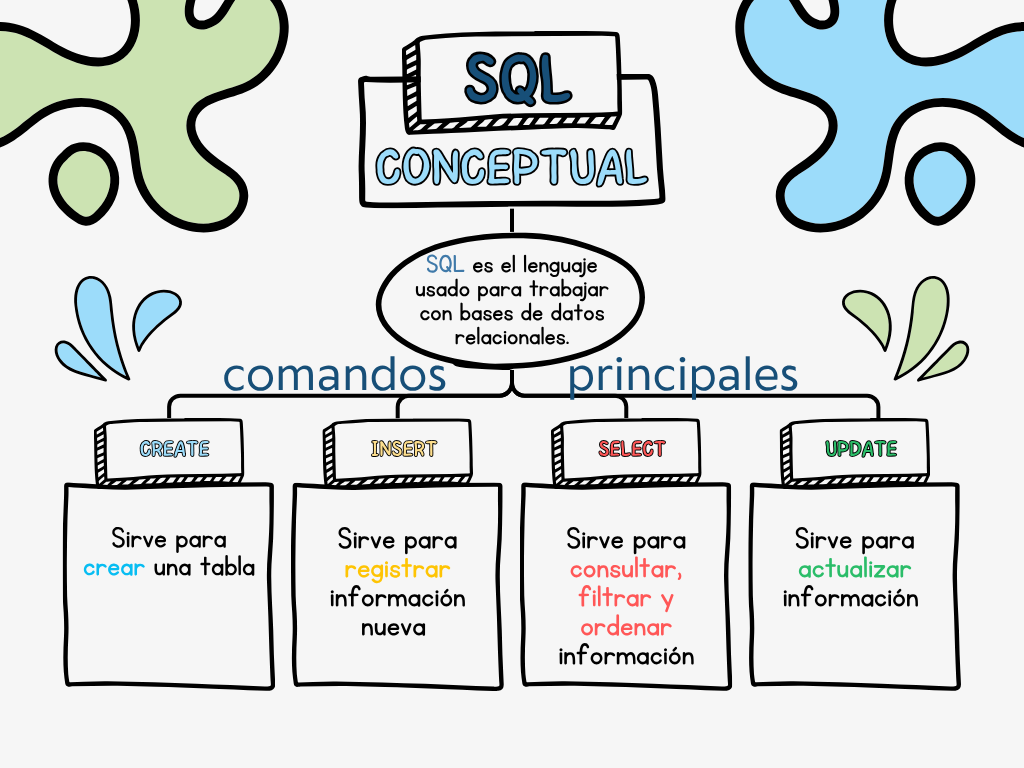 SQL
CONCEPTUAL
SQL es el lenguaje
usado para trabajar
con bases de datos
relacionales.
comandos principales
CREATE
Sirve para
crear una tabla
INSERT
Sirve para
registrar
información
nueva
SELECT
Sirve para
consultar,
filtrar y
ordenar
información
UPDATE
Sirve para
actualizar
información